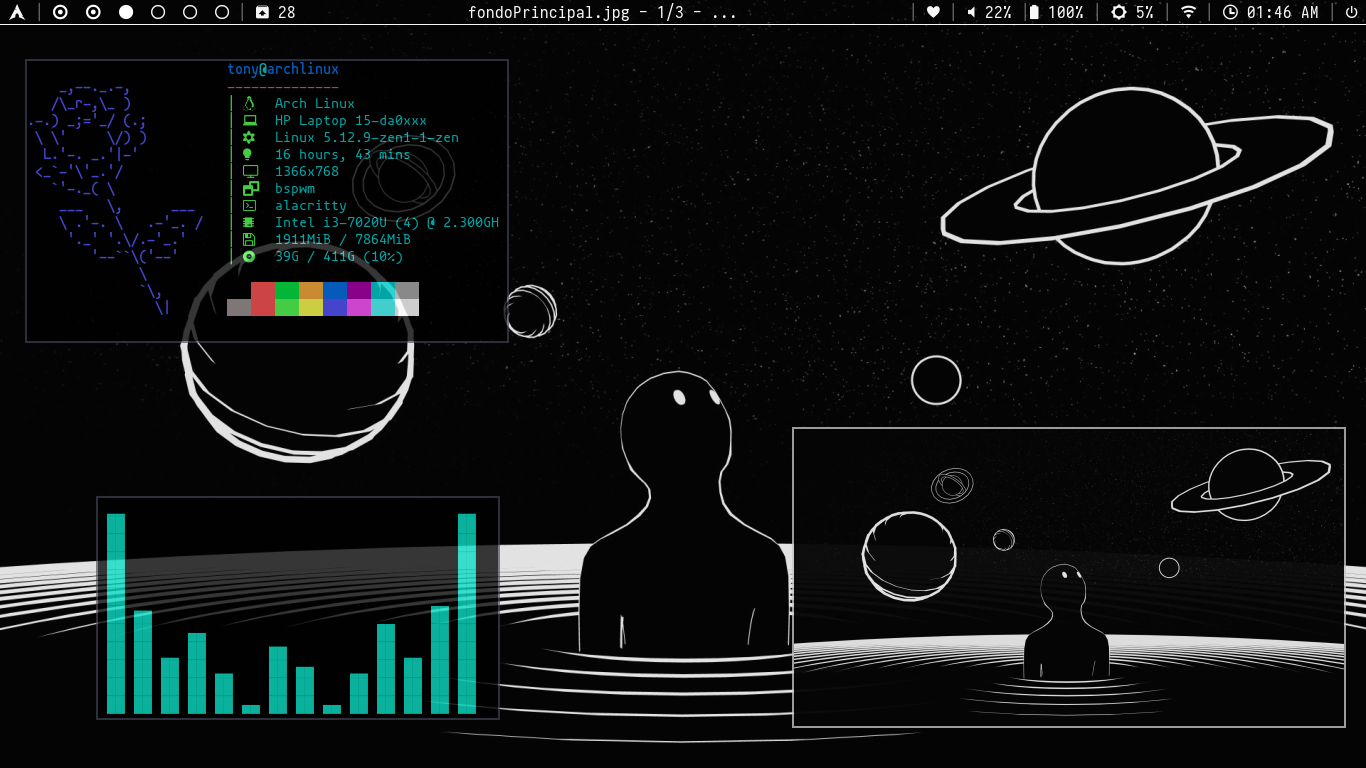 28 fondoPrincipal.jpg - 1/3 - ... 22% 100% 5% 01:46 AM
tony@archlinux
--------------
Arch Linux
HP Laptop 15-da0xxx
Linux 5.12.9-zen1-1-zen
16 hours, 43 mins
1366x768
bspwm
alacritty
Intel i3-7020U (4) @ 2.300GH
1911MiB / 7864MiB
39G / 411G (10%)